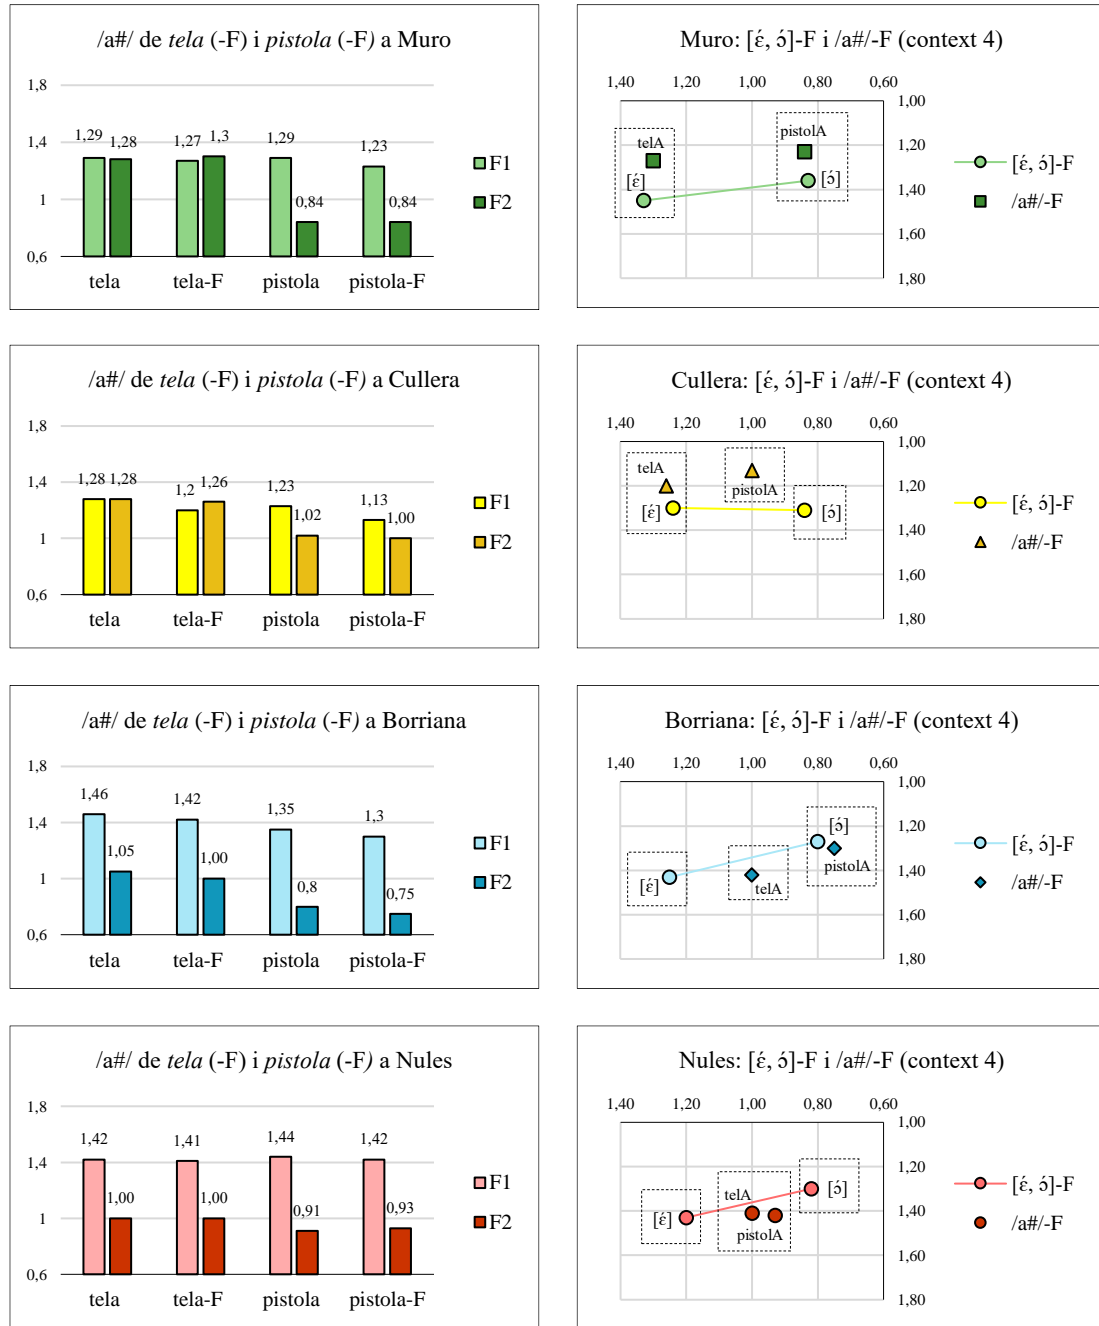 /a#/ de tela (-F) i pistola (-F) a Muro
1,8
1,4
1
0,6
1,29
1,28
1,27
1,3
1,29
0,84
1,23
0,84
tela
tela-F
pistola
pistola-F
F1
F2
Muro: [ɛ́, ɔ́]-F i /a#/-F (context 4)
1,40
1,20
1,00
0,80
0,60
1,00
1,20
1,40
1,60
1,80
telA
[ɛ́]
pistolA
[ɔ́]
[ɛ́, ɔ́]-F
/a#/-F
/a#/ de tela (-F) i pistola (-F) a Cullera
1,8
1,4
1
0,6
1,28
1,28
1,2
1,26
1,23
1,02
1,13
1,00
tela
tela-F
pistola
pistola-F
F1
F2
Cullera: [ɛ́, ɔ́]-F i /a#/-F (context 4)
1,40
1,20
1,00
0,80
0,60
1,00
1,20
1,40
1,60
1,80
telA
[ɛ́]
pistolA
[ɔ́]
[ɛ́, ɔ́]-F
/a#/-F
/a#/ de tela (-F) i pistola (-F) a Borriana
1,8
1,4
1
0,6
1,46
1,05
1,42
1,00
1,35
0,8
1,3
0,75
tela
tela-F
pistola
pistola-F
F1
F2
Borriana: [ɛ́, ɔ́]-F i /a#/-F (context 4)
1,40
1,20
1,00
0,80
0,60
1,00
1,20
1,40
1,60
1,80
[ɛ́]
telA
[ɔ́]
pistolA
[ɛ́, ɔ́]-F
/a#/-F
/a#/ de tela (-F) i pistola (-F) a Nules
1,8
1,4
1
0,6
1,42
1,00
1,41
1,00
1,44
0,91
1,42
0,93
tela
tela-F
pistola
pistola-F
F1
F2
Nules: [ɛ́, ɔ́]-F i /a#/-F (context 4)
1,40
1,20
1,00
0,80
0,60
1,00
1,20
1,40
1,60
1,80
[ɛ́]
telA
pistolA
[ɔ́]
[ɛ́, ɔ́]-F
/a#/-F